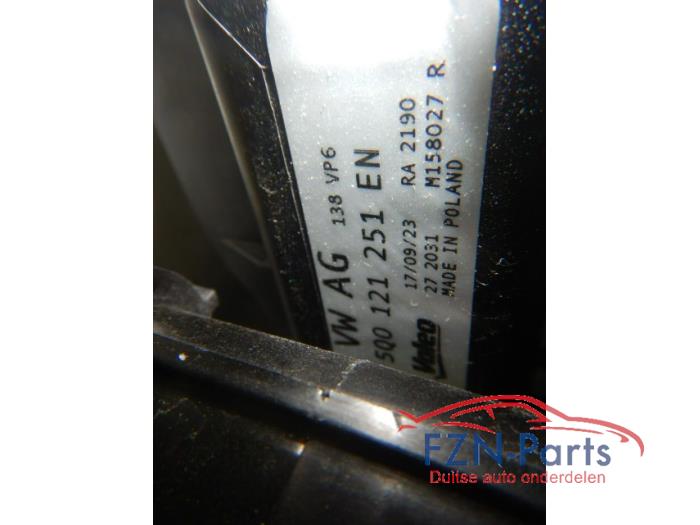 VW AG 138 VP6
5Q0 121 251 EN
17/09/23 RA 2190
27 2031 M158027 R
MADE IN POLAND
Valeo
FZN-Parts
Duitse auto onderdelen